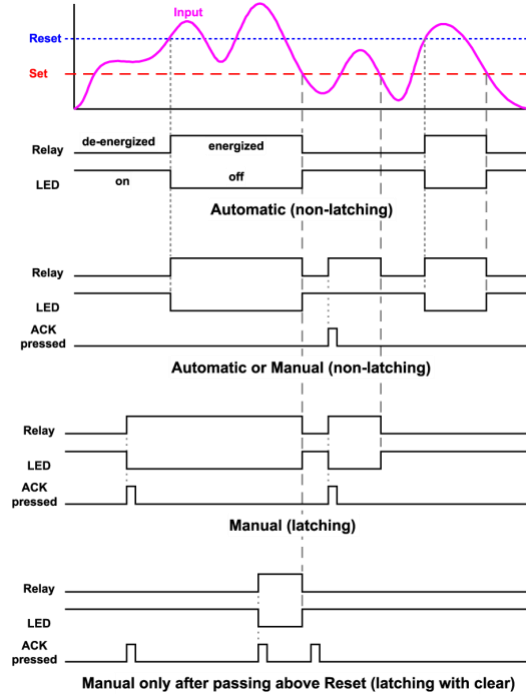 Input
Reset
Set
de-energized energized
Relay
LED
on off
Automatic (non-latching)
Relay
LED
ACK
pressed
Automatic or Manual (non-latching)
Relay
LED
ACK
pressed
Manual (latching)
Relay
LED
ACK
pressed
Manual only after passing above Reset (latching with clear)